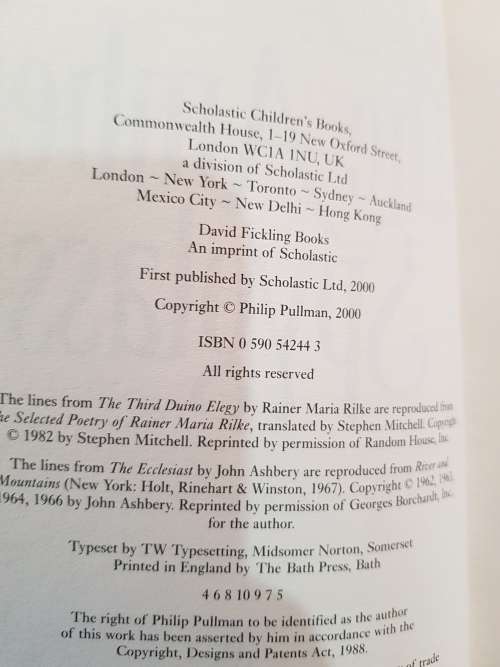 Scholastic Children's Books,
Commonwealth House, 1–19 New Oxford Street,
London WC1A 1NU, UK
a division of Scholastic Ltd
London ~ New York ~ Toronto ~ Sydney ~ Auckland
Mexico City ~ New Delhi ~ Hong Kong
David Fickling Books
An imprint of Scholastic
First published by Scholastic Ltd, 2000
Copyright © Philip Pullman, 2000
ISBN 0 590 54244 3
All rights reserved
The lines from The Third Duino Elegy by Rainer Maria Rilke are reproduced from
The Selected Poetry of Rainer Maria Rilke, translated by Stephen Mitchell. Copyright
© 1982 by Stephen Mitchell. Reprinted by permission of Random House, Inc.
The lines from The Ecclesiast by John Ashbery are reproduced from River and
Mountains (New York: Holt, Rinehart & Winston, 1967). Copyright © 1962, 1963,
1964, 1966 by John Ashbery. Reprinted by permission of Georges Borchardt, Inc.
for the author.
Typeset by TW Typesetting, Midsomer Norton, Somerset
Printed in England by The Bath Press, Bath
4 6 8 10 9 7 5
The right of Philip Pullman to be identified as the author
of this work has been asserted by him in accordance with the
Copyright, Designs and Patents Act, 1988.
of trade